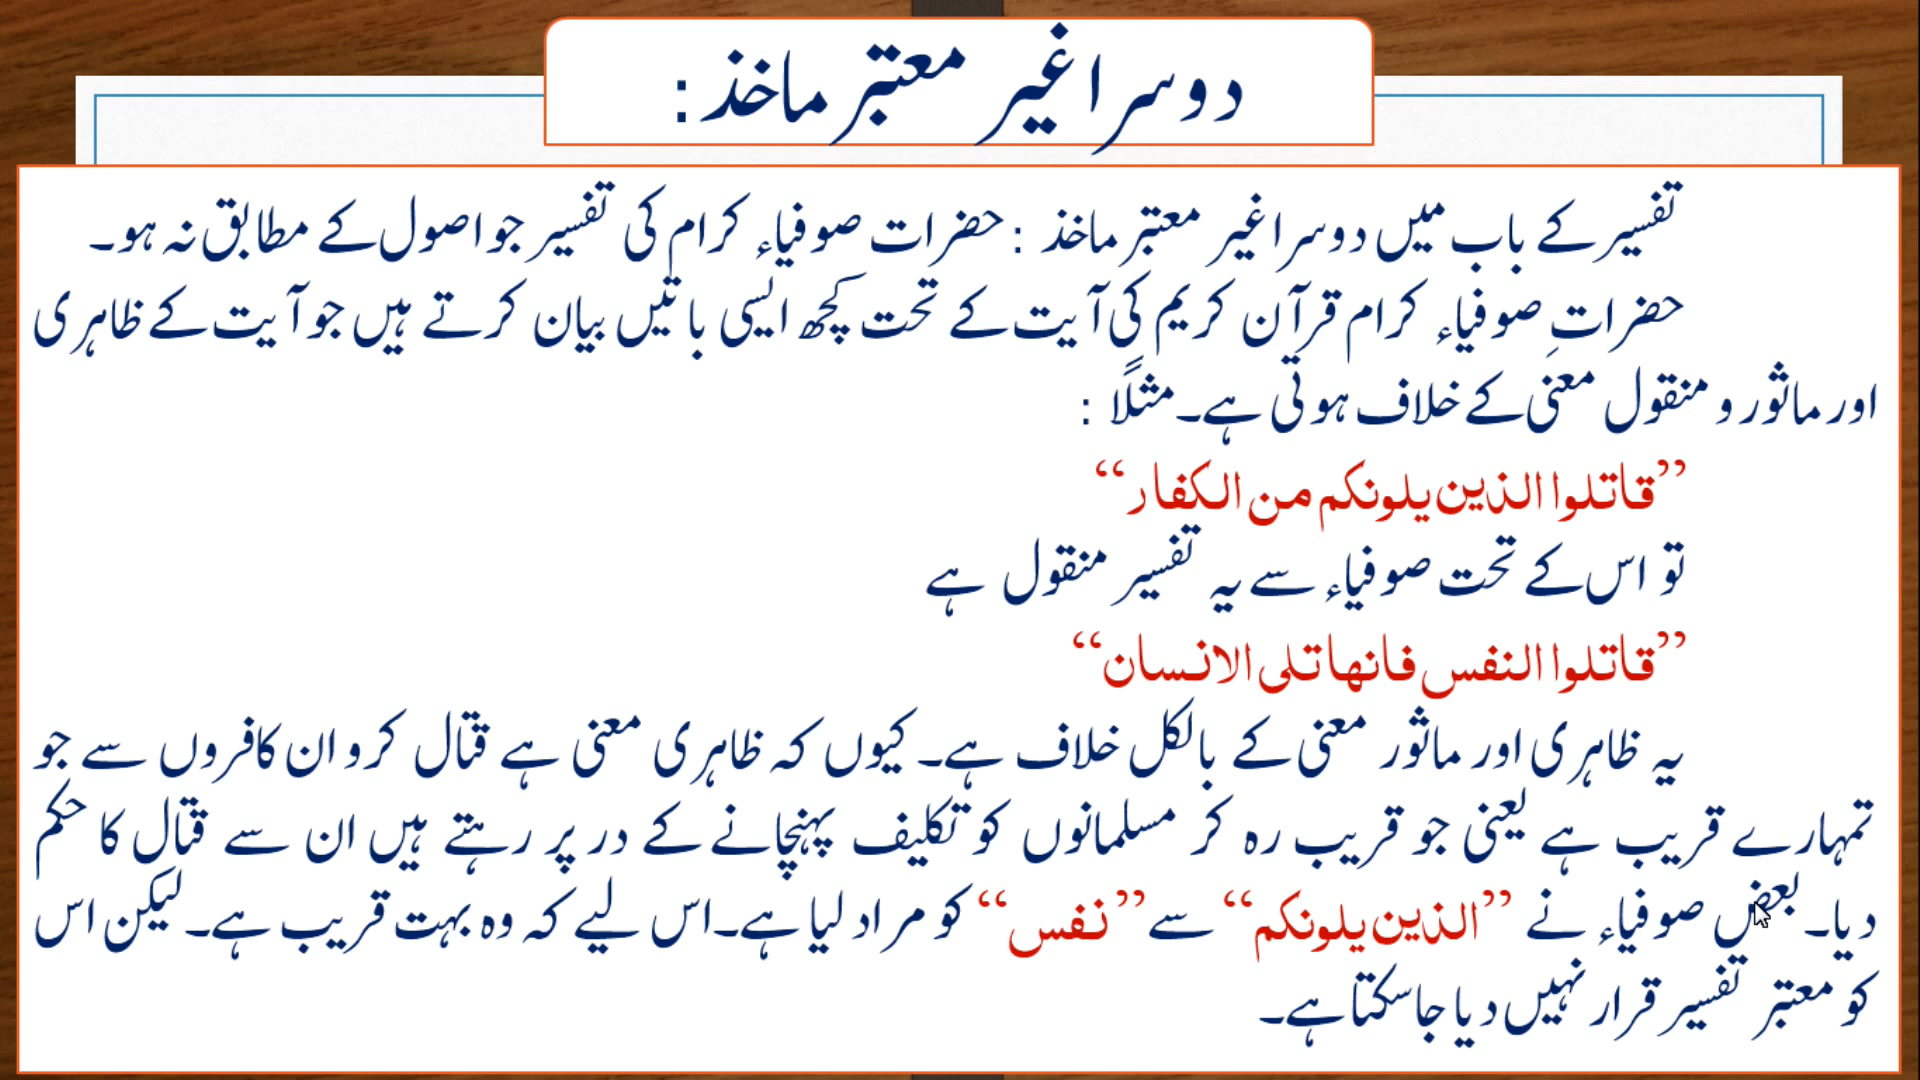 دوسرا غیر معتبر ماخذ :
تفسیر کے باب میں دوسرا غیر معتبر ماخذ : حضرات صوفیاء کرام کی تفسیر جو اصول کے مطابق نہ ہو۔
حضراتِ صوفیاء کرام قرآن کریم کی آیت کے تحت کچھ ایسی باتیں بیان کرتے ہیں جو آیت کے ظاہری
اور ماثور و منقول معنی کے خلاف ہوتی ہے۔ مثلًا :
”قاتلوا الذین یلونکم من الکفار“
تو اس کے تحت صوفیاء سے یہ تفسیر منقول ہے
”قاتلوا النفس فانھا تلی الانسان“
یہ ظاہری اور ماثور معنی کے بالکل خلاف ہے۔ کیوں کہ ظاہری معنی ہے قتال کرو ان کافروں سے جو
تمہارے قریب ہے یعنی جو قریب رہ کر مسلمانوں کو تکلیف پہنچانے کے در پر رہتے ہیں ان سے قتال کا حکم
دیا۔ بعض صوفیاء نے ”الذین یلونکم“ سے ”نفس“ کو مراد لیا ہے۔ اس لیے کہ وہ بہت قریب ہے۔ لیکن اس
کو معتبر تفسیر قرار نہیں دیا جاسکتا ہے۔